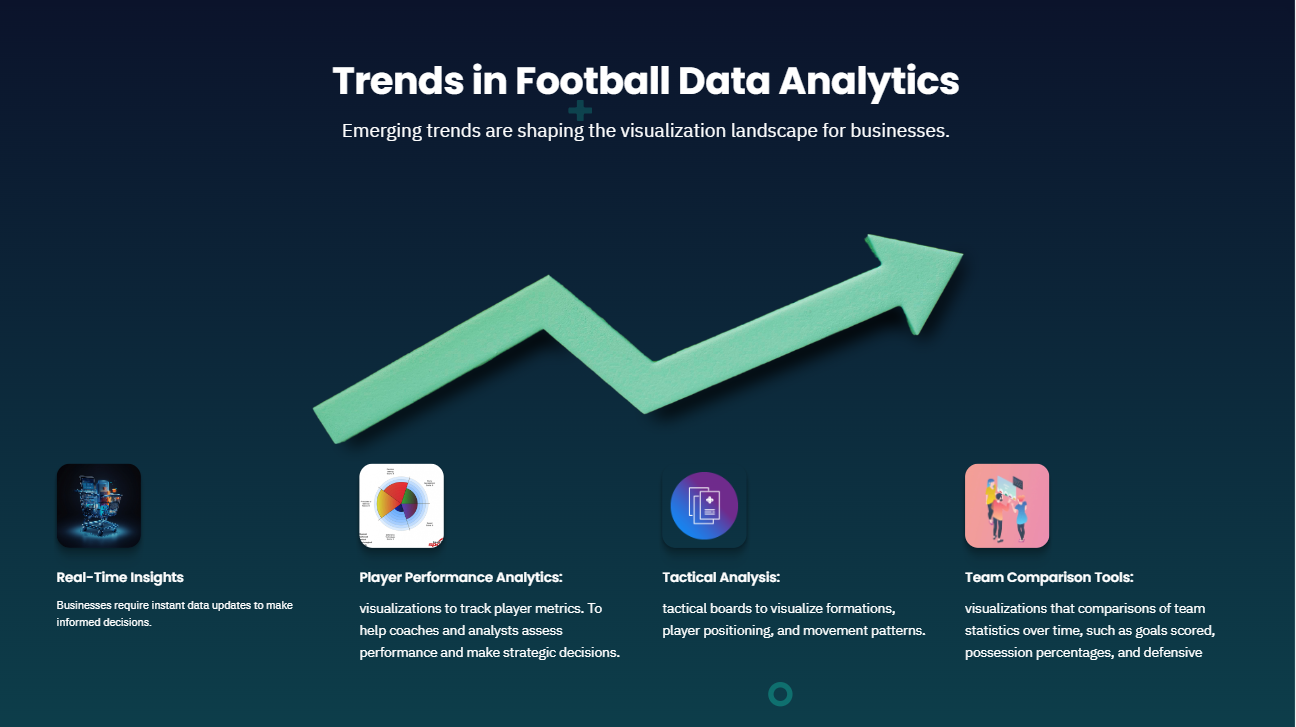 Trends in Football Data Analytics
Emerging trends are shaping the visualization landscape for businesses.
Real-Time Insights
Businesses require instant data updates to make
informed decisions.
Player Performance Analytics:
visualizations to track player metrics. To
help coaches and analysts assess
performance and make strategic decisions.
Tactical Analysis:
tactical boards to visualize formations,
player positioning, and movement patterns.
Team Comparison Tools:
visualizations that comparisons of team
statistics over time, such as goals scored,
possession percentages, and defensive